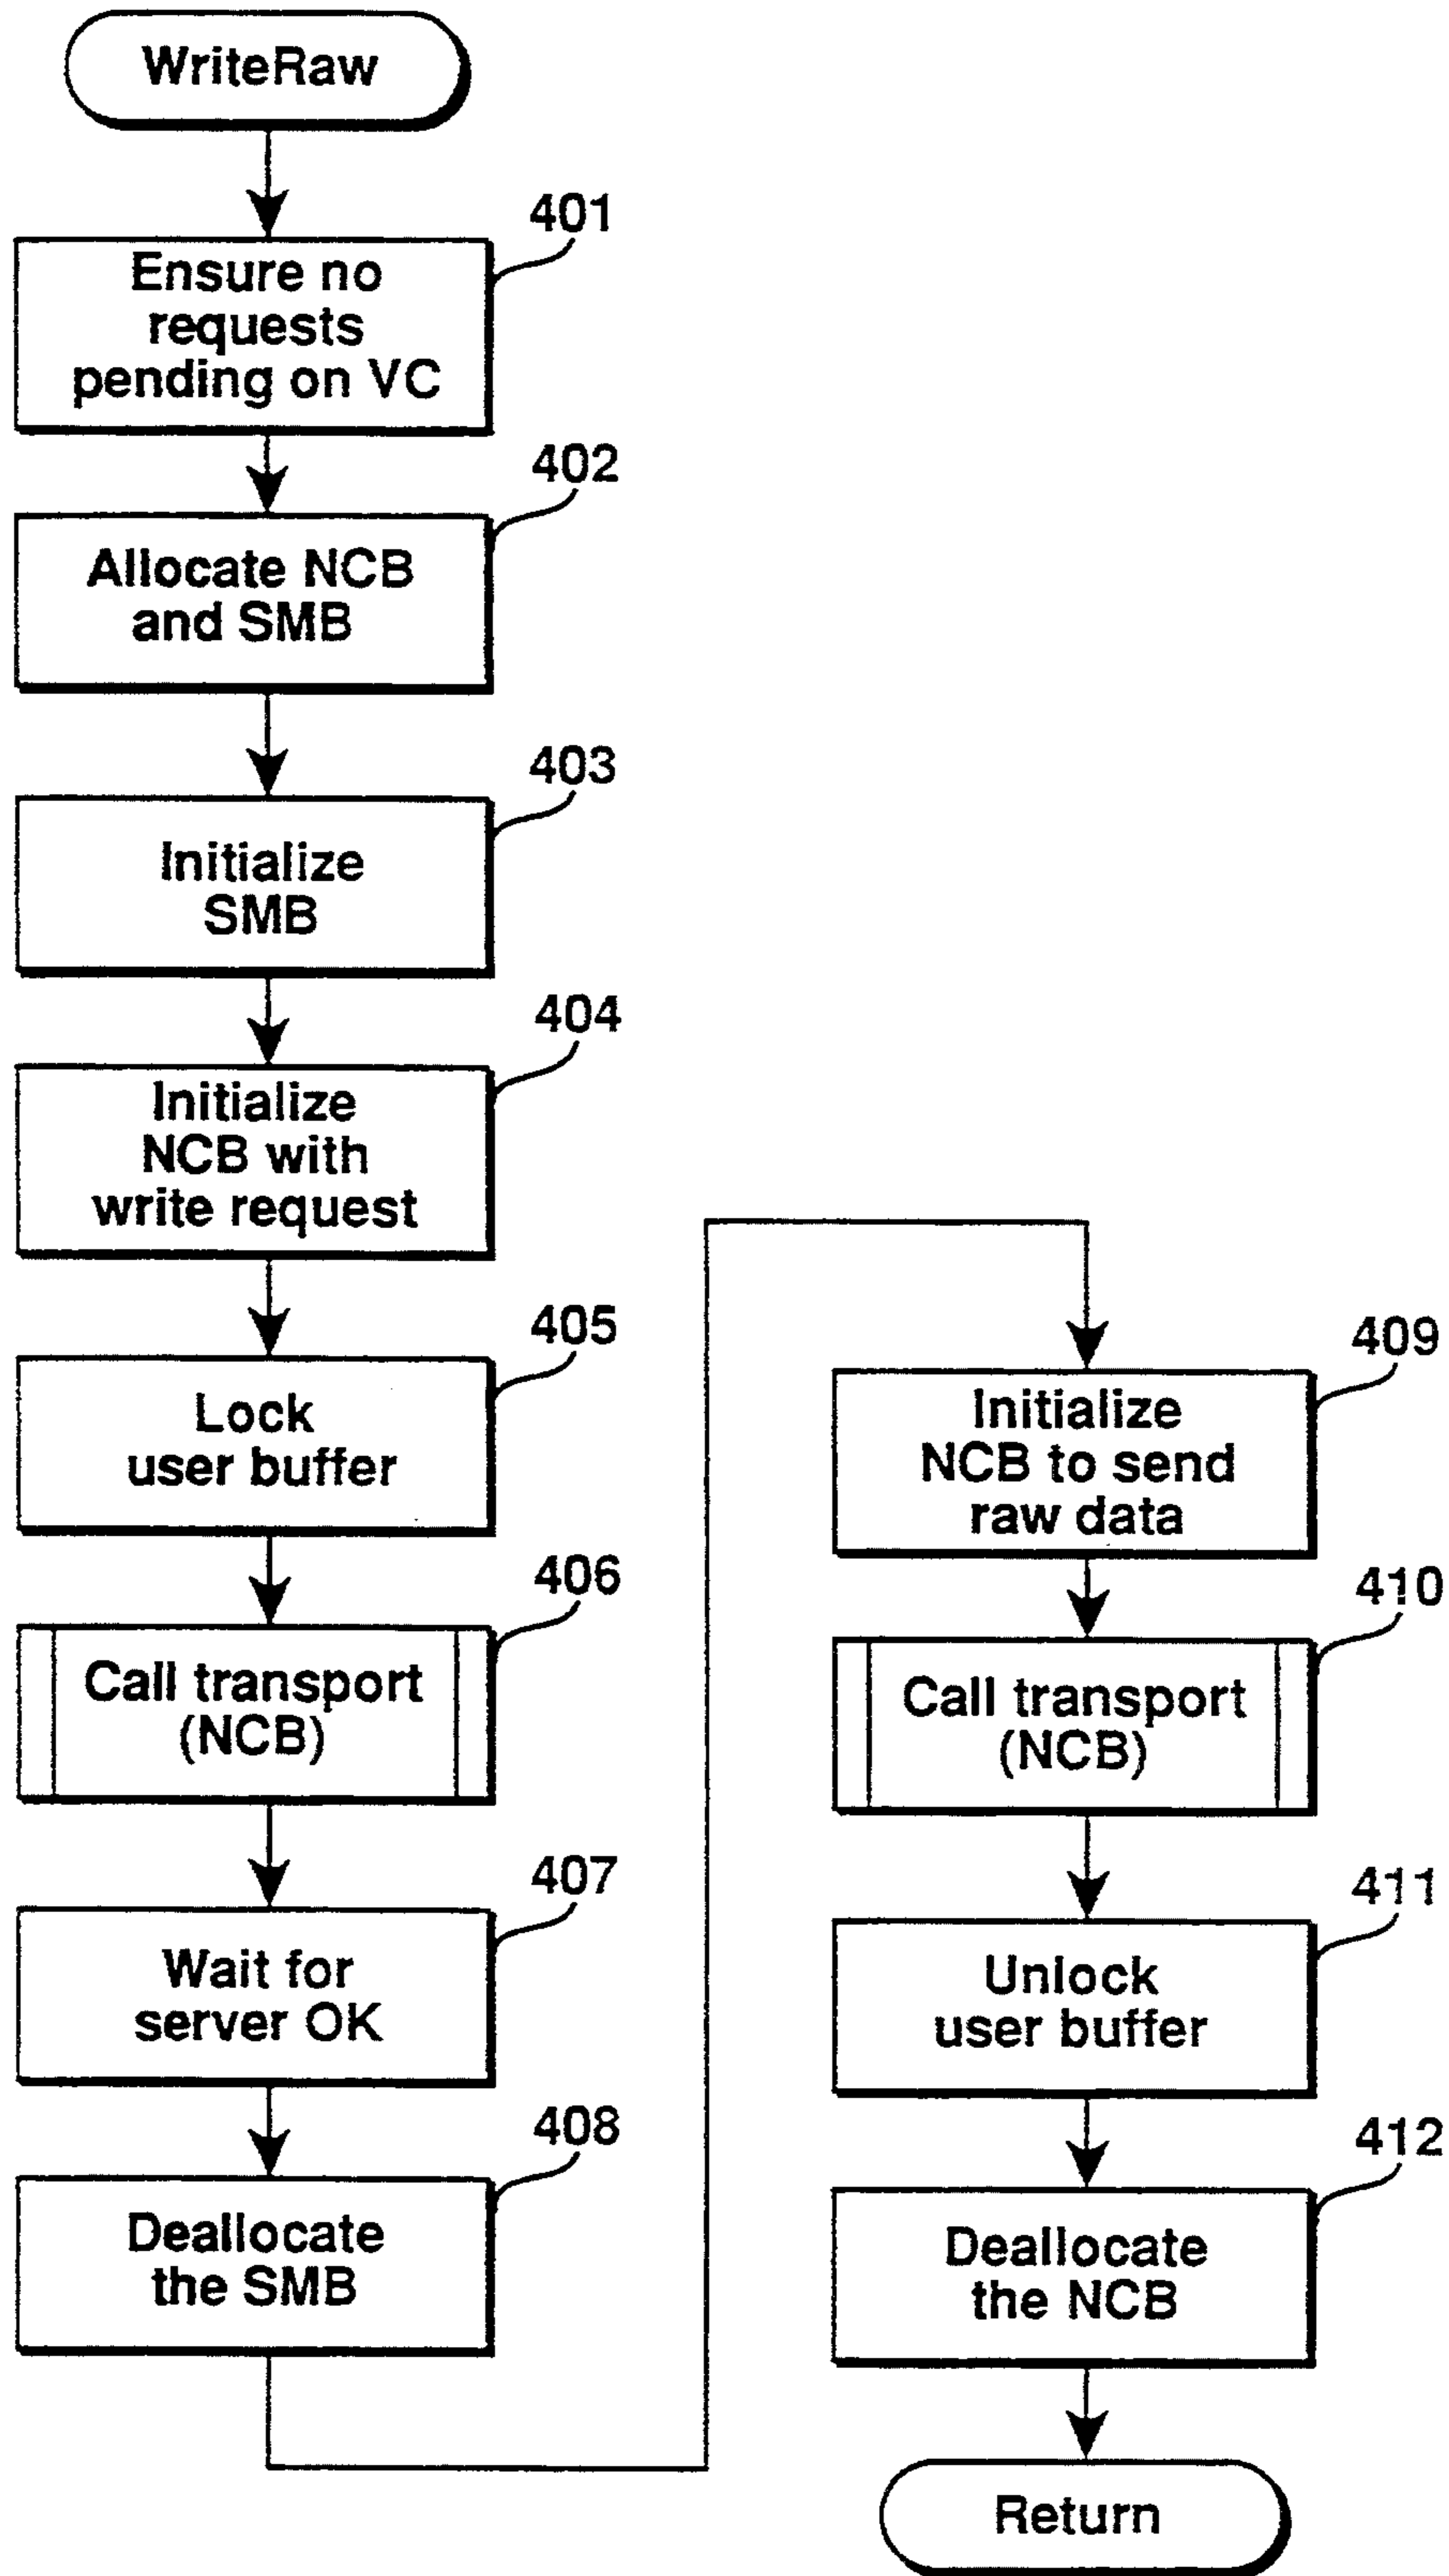 WriteRaw
401
Ensure no
requests
pending on VC
402
Allocate NCB
and SMB
403
Initialize
SMB
404
Initialize
NCB with
write request
405
Lock
user buffer
406
Call transport
(NCB)
407
Wait for
server OK
408
Deallocate
the SMB
409
Initialize
NCB to send
raw data
410
Call transport
(NCB)
411
Unlock
user buffer
412
Deallocate
the NCB
Return